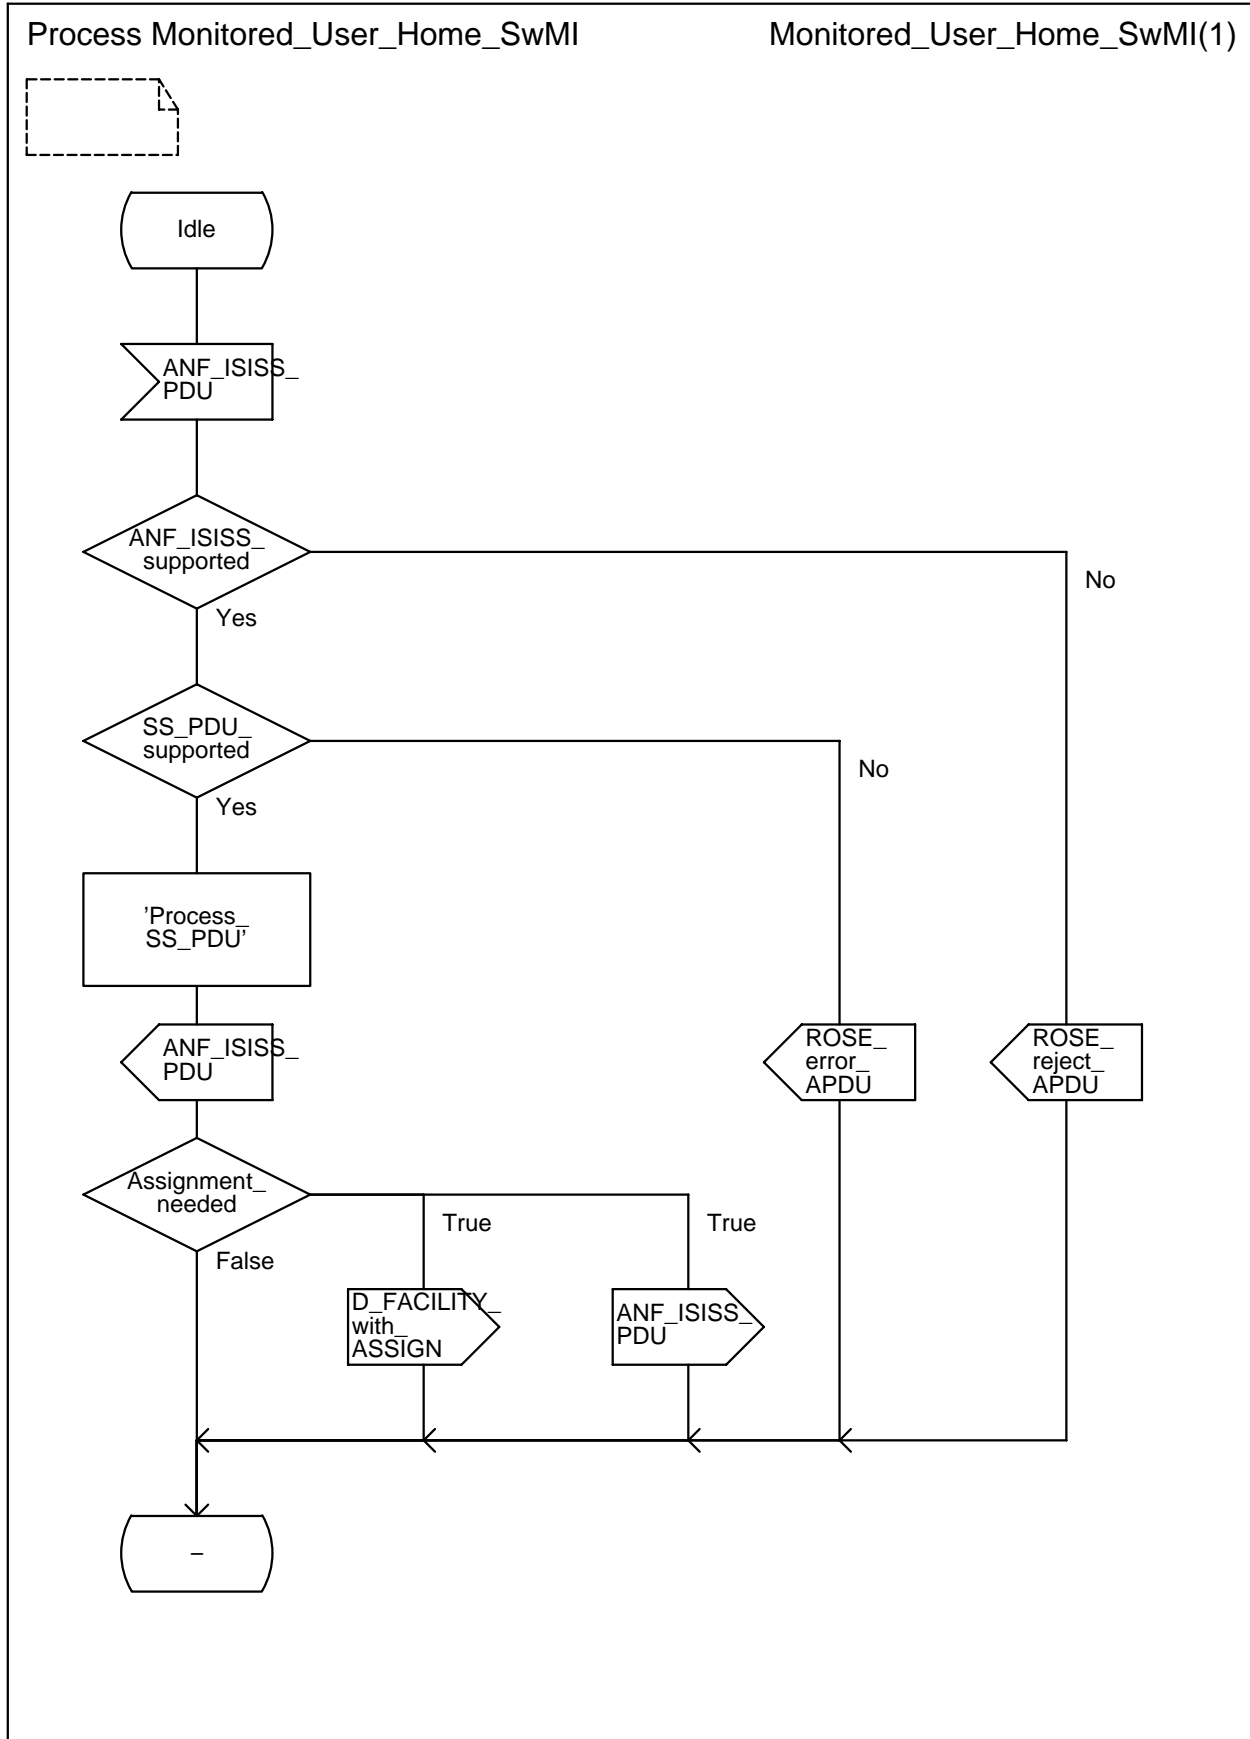 Process Monitored_User_Home_SwMI
Monitored_User_Home_SwMI(1)
Idle
ANF_ISISS_
PDU
ANF_ISISS_
supported
No
Yes
SS_PDU_
supported
No
Yes
’Process_
SS_PDU’
ANF_ISISS_
PDU
ROSE_
error_
APDU
ROSE_
reject_
APDU
Assignment_
needed
True
True
False
D_FACILITY_
with_
ASSIGN
ANF_ISISS_
PDU
–